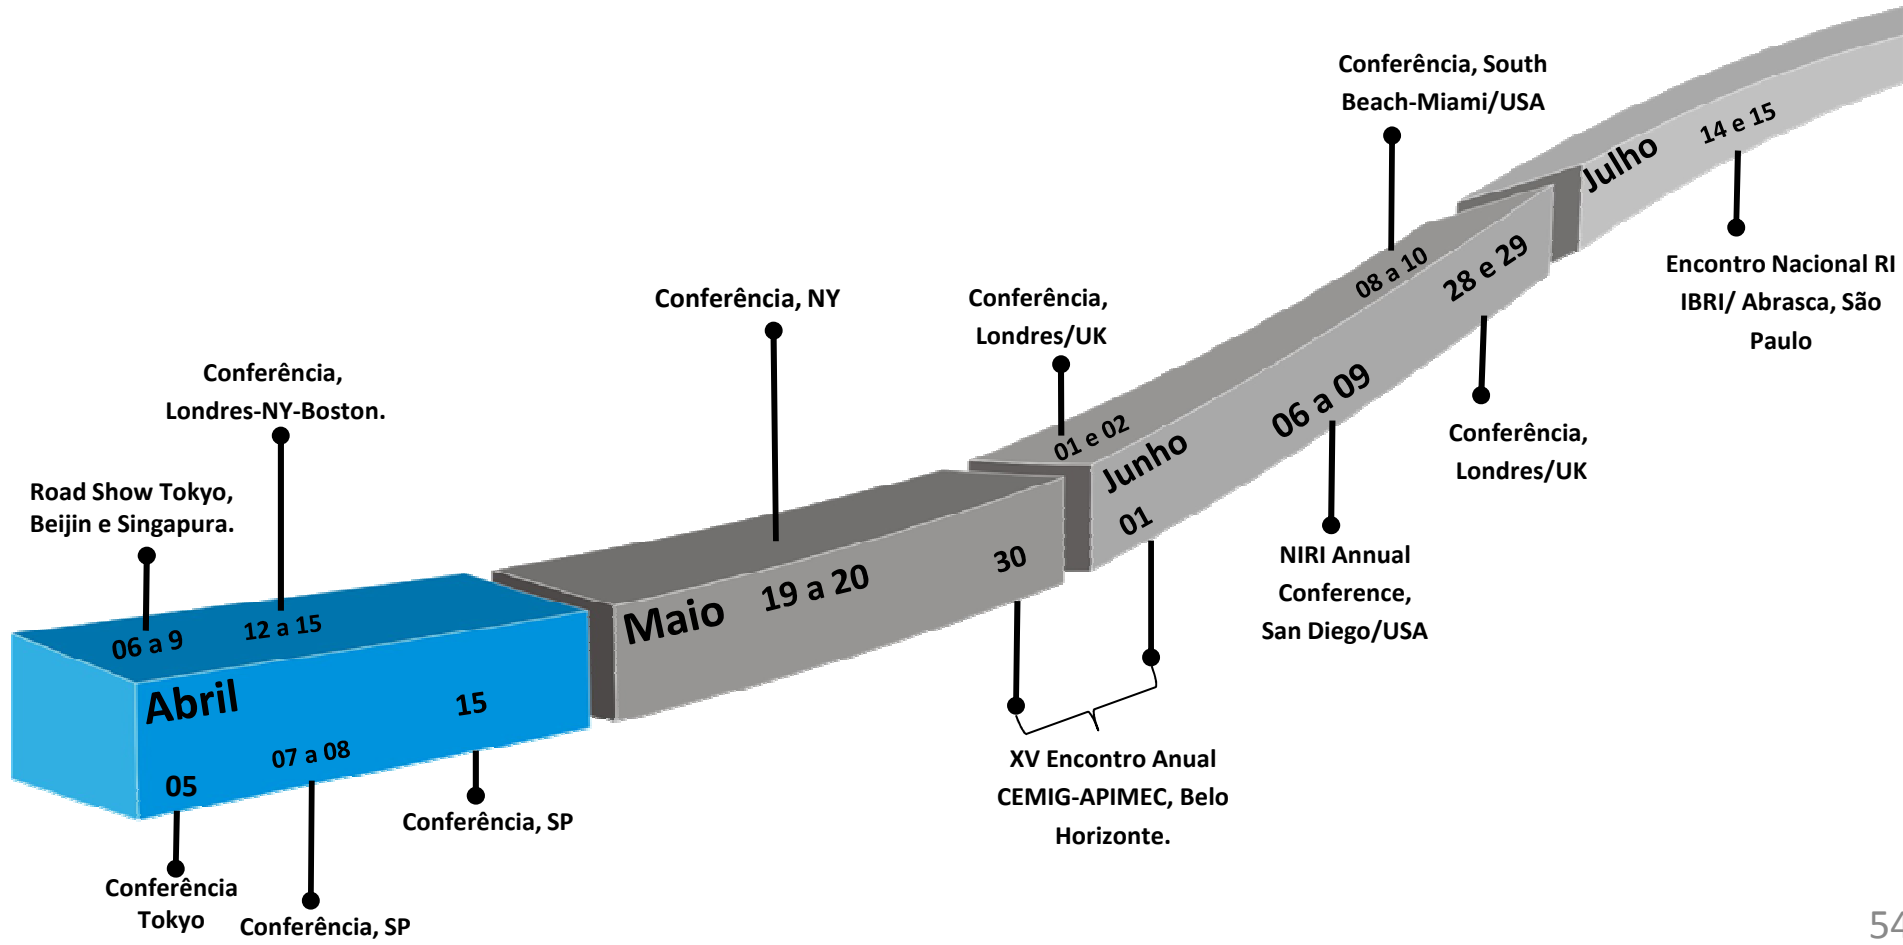 Conferência, South
Beach-Miami/USA
14 e 15
Julho
08 a 10
28 e 29
Encontro Nacional RI
IBRI/ Abrasca, São
Paulo
Conferência, NY
Conferência,
Londres/UK
Conferência,
Londres-NY-Boston.
01 e 02
Junho
06 a 09
01
Conferência,
Londres/UK
Road Show Tokyo,
Beijin e Singapura.
NIRI Annual
Conference,
San Diego/USA
Maio
19 a 20
30
06 a 9
12 a 15
Abril
15
07 a 08
05
XV Encontro Anual
CEMIG-APIMEC, Belo
Horizonte.
Conferência, SP
Conferência
Tokyo
Conferência, SP
54